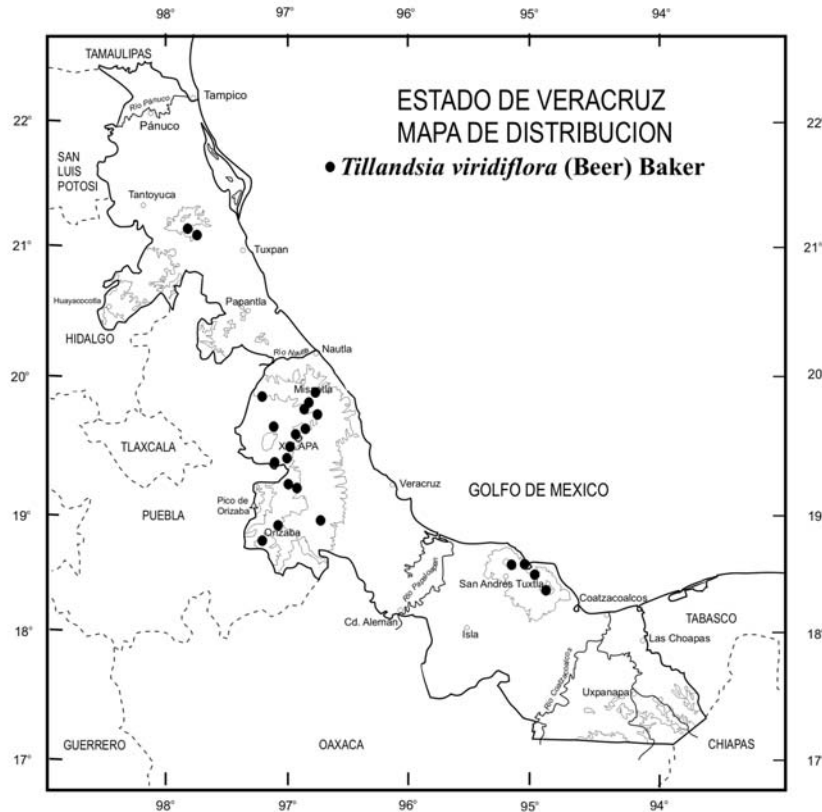 98° 97° 96° 95° 94°
TAMAULIPAS
Tampico
Río Pánuco
Pánuco
ESTADO DE VERACRUZ
MAPA DE DISTRIBUCION
Tillandsia viridiflora (Beer) Baker
22° 22°
SAN
LUIS
POTOSI
Tantoyuca
21° 21°
Tuxpan
Huayacocotla
Papantla
HIDALGO
Río Nautla
Nautla
20° 20°
Misantla
TLAXCALA
XALAPA
Veracruz
GOLFO DE MEXICO
Pico de
Orizaba
PUEBLA
19° 19°
Orizaba
Río Papaloapan
San Andrés Tuxtla
Coatzacoalcos
TABASCO
Cd. Alemán
18° 18°
Isla
Las Choapas
Río Coatzacoalcos
Uxpanapa
GUERRERO
OAXACA
CHIAPAS
17° 17°
98° 97° 96° 95° 94°